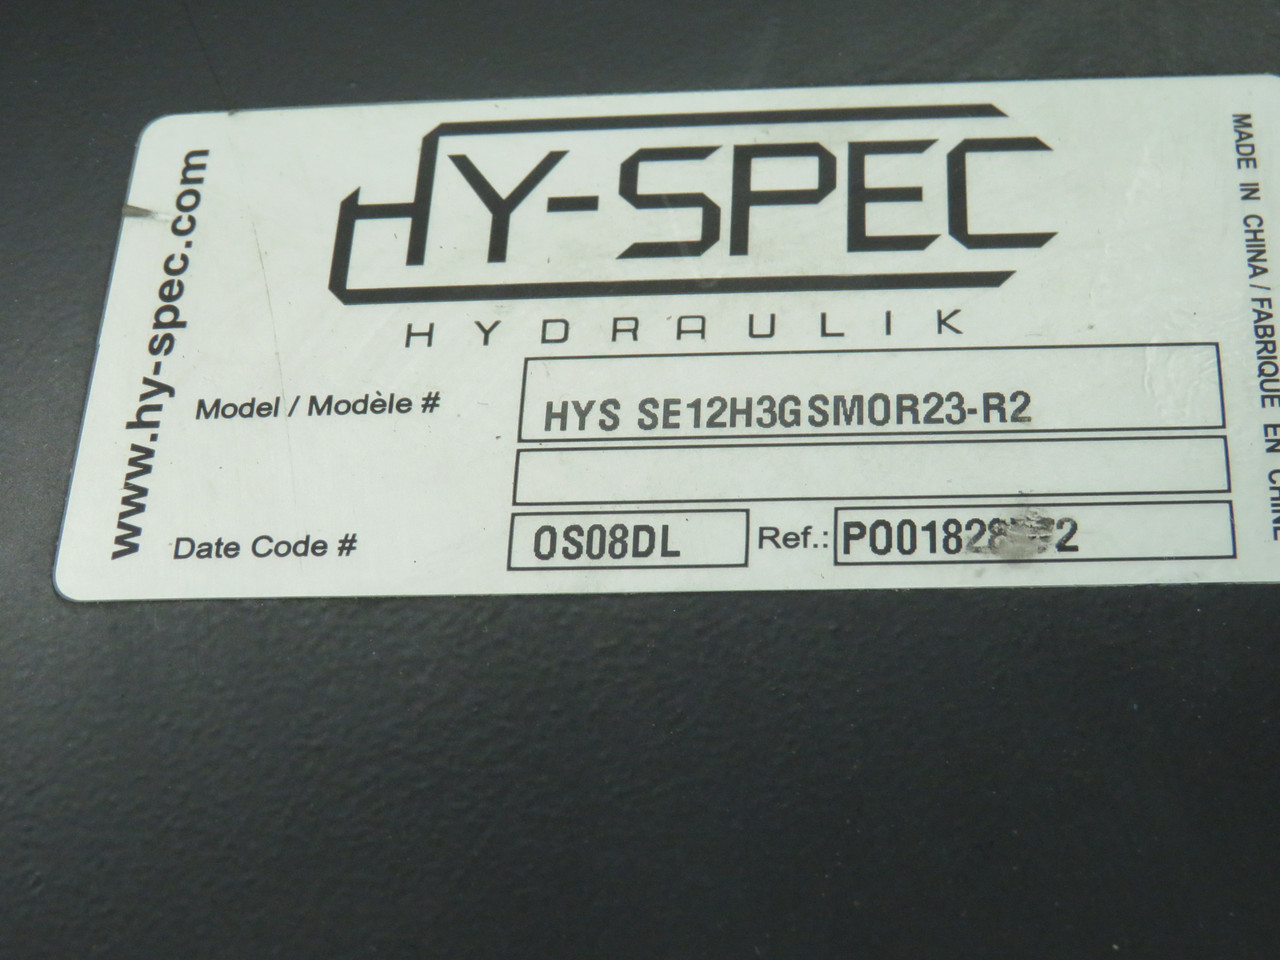 HY-SPEC
HYDRAULIK
www.hy-spec.com
Model / Modèle # HYS SE12H3GSMOR23-R2
Date Code # OS08DL Ref.:
MADE IN CHINA / FABRIQUE EN CHINE